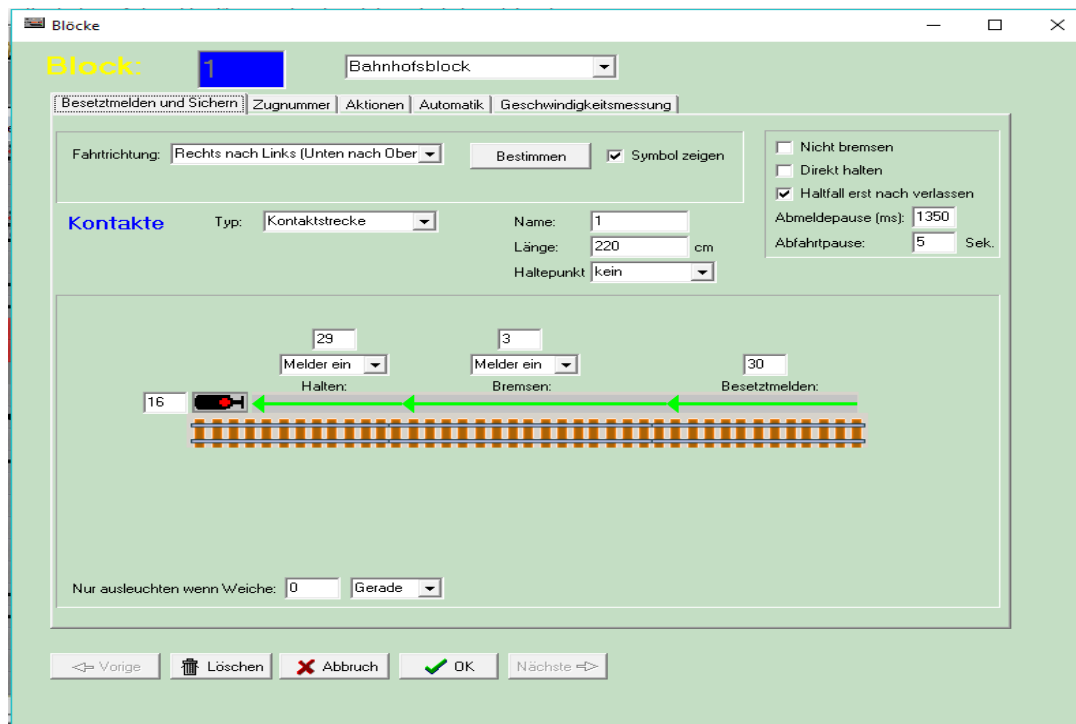 Blöcke
Block: 1 Bahnhofsblock
Besetztmelden und Sichern Zugnummer Aktionen Automatik Geschwindigkeitsmessung
Fahrtrichtung: Rechts nach Links (Unten nach Ober Bestimmen Symbol zeigen
Nicht bremsen
Direkt halten
Haltfall erst nach verlassen
Abmeldepause (ms): 1350
Abfahrtpause: 5 Sek.
Kontakte Typ: Kontaktstrecke Name: 1
Länge: 220 cm
Haltepunkt kein
29 3 30
Melder ein Melder ein
Halten: Bremsen: Besetztmelden:
16
Nur ausleuchten wenn Weiche: 0 Gerade
Vorige Löschen Abbruch OK Nächste